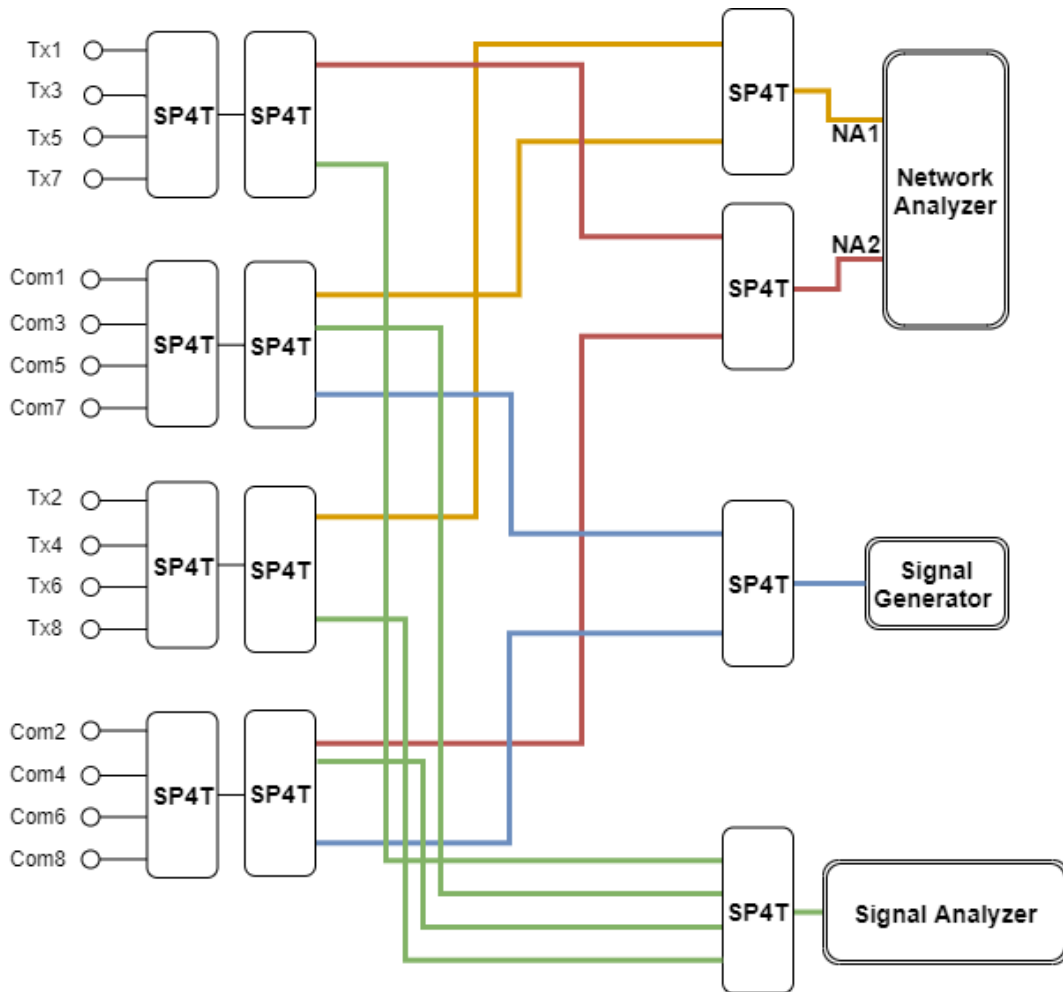 Tx1
Tx3
Tx5
Tx7
SP4T
SP4T
SP4T
NA1
Network
Analyzer
NA2
SP4T
Com1
Com3
Com5
Com7
SP4T
SP4T
Tx2
Tx4
Tx6
Tx8
SP4T
SP4T
SP4T
Signal
Generator
Com2
Com4
Com6
Com8
SP4T
SP4T
SP4T
Signal Analyzer